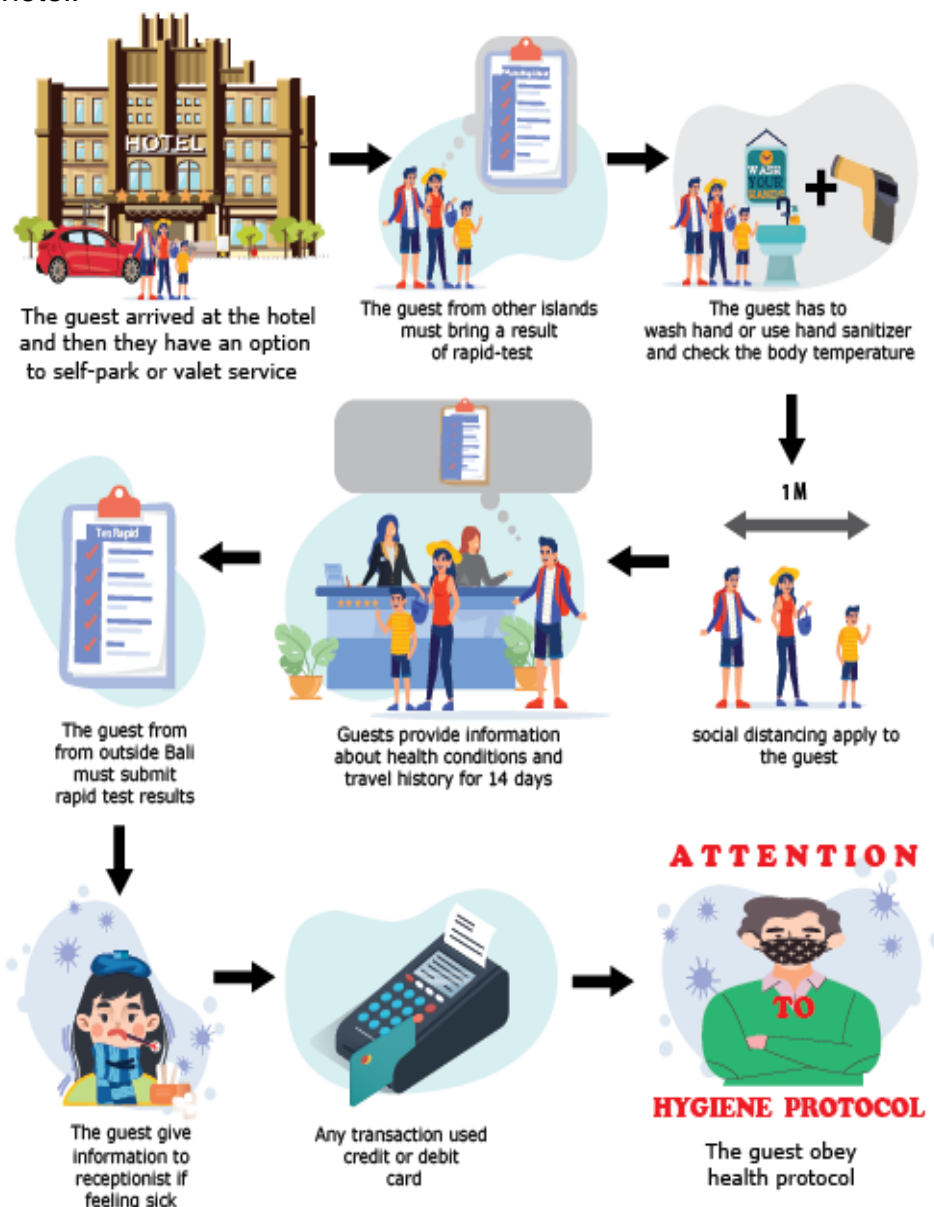 HOTEL
The guest arrived at the hotel
and then they have an option
to self-park or valet service
The guest from other islands
must bring a result
of rapid-test
WASH
YOUR
HANDS
The guest has to
wash hand or use hand sanitizer
and check the body temperature
1 M
social distancing apply to
the guest
Guests provide information
about health conditions and
travel history for 14 days
Tes Rapid
The guest from
from outside Bali
must submit
rapid test results
The guest give
information to
receptionist if
feeling sick
Any transaction used
credit or debit
card
ATTENTION
TO
HYGIENE PROTOCOL
The guest obey
health protocol